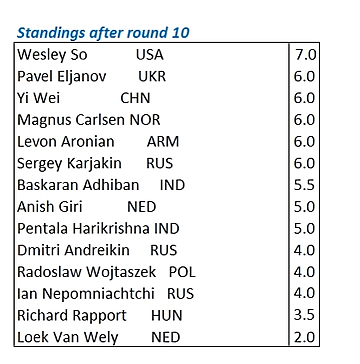 Standings after round 10
Wesley So USA 7.0
Pavel Eljanov UKR 6.0
Yi Wei CHN 6.0
Magnus Carlsen NOR 6.0
Levon Aronian ARM 6.0
Sergey Karjakin RUS 6.0
Baskaran Adhiban IND 5.5
Anish Giri NED 5.0
Pentala Harikrishna IND 5.0
Dmitri Andreikin RUS 4.0
Radoslaw Wojtaszek POL 4.0
Ian Nepomniachtchi RUS 4.0
Richard Rapport HUN 3.5
Loek Van Wely NED 2.0